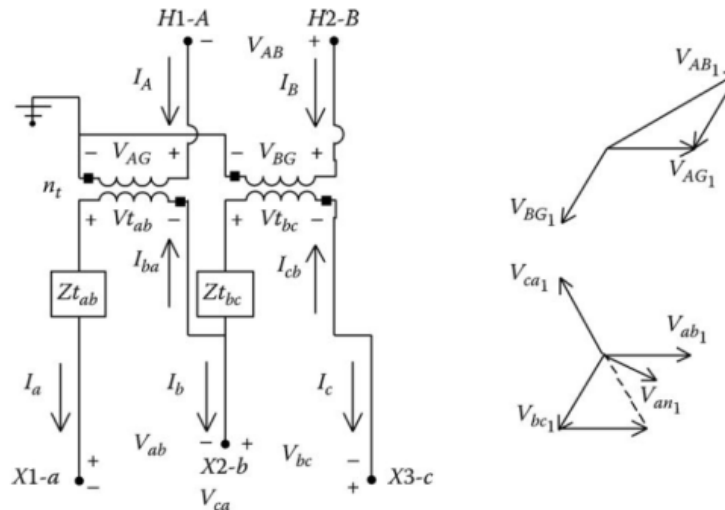 H1-A
H2-B
− V_AB +
I_A
I_B
− V_AG +
− V_BG +
n_t
+ Vt_ab −
+ Vt_bc −
I_ba
I_cb
Zt_ab
Zt_bc
I_a
I_b
I_c
+ V_ab −
+ V_bc −
X1-a
X2-b
X3-c
− V_ca +
V_AB1
V_AG1
V_BG1
V_ca1
V_ab1
V_an1
V_bc1